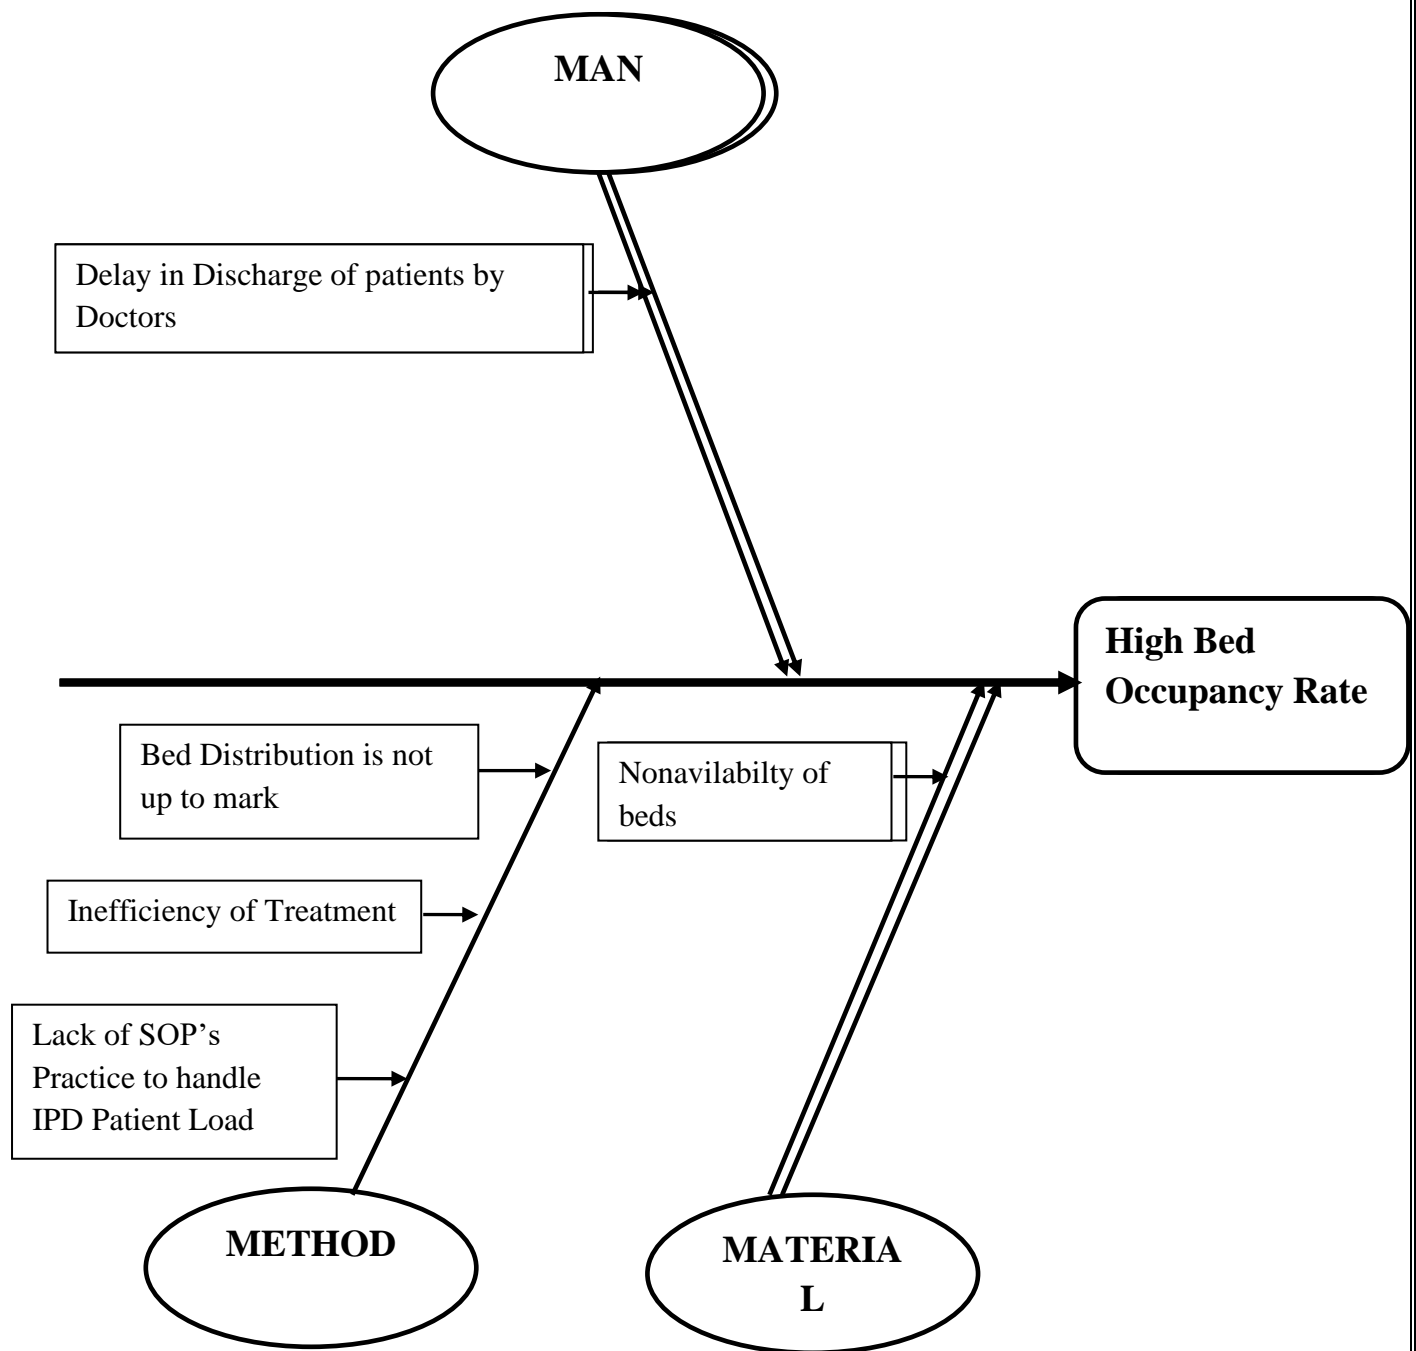 MAN
Delay in Discharge of patients by
Doctors
High Bed
Occupancy Rate
Bed Distribution is not
up to mark
Nonavilabilty of
beds
Inefficiency of Treatment
Lack of SOP’s
Practice to handle
IPD Patient Load
METHOD
MATERIA
L